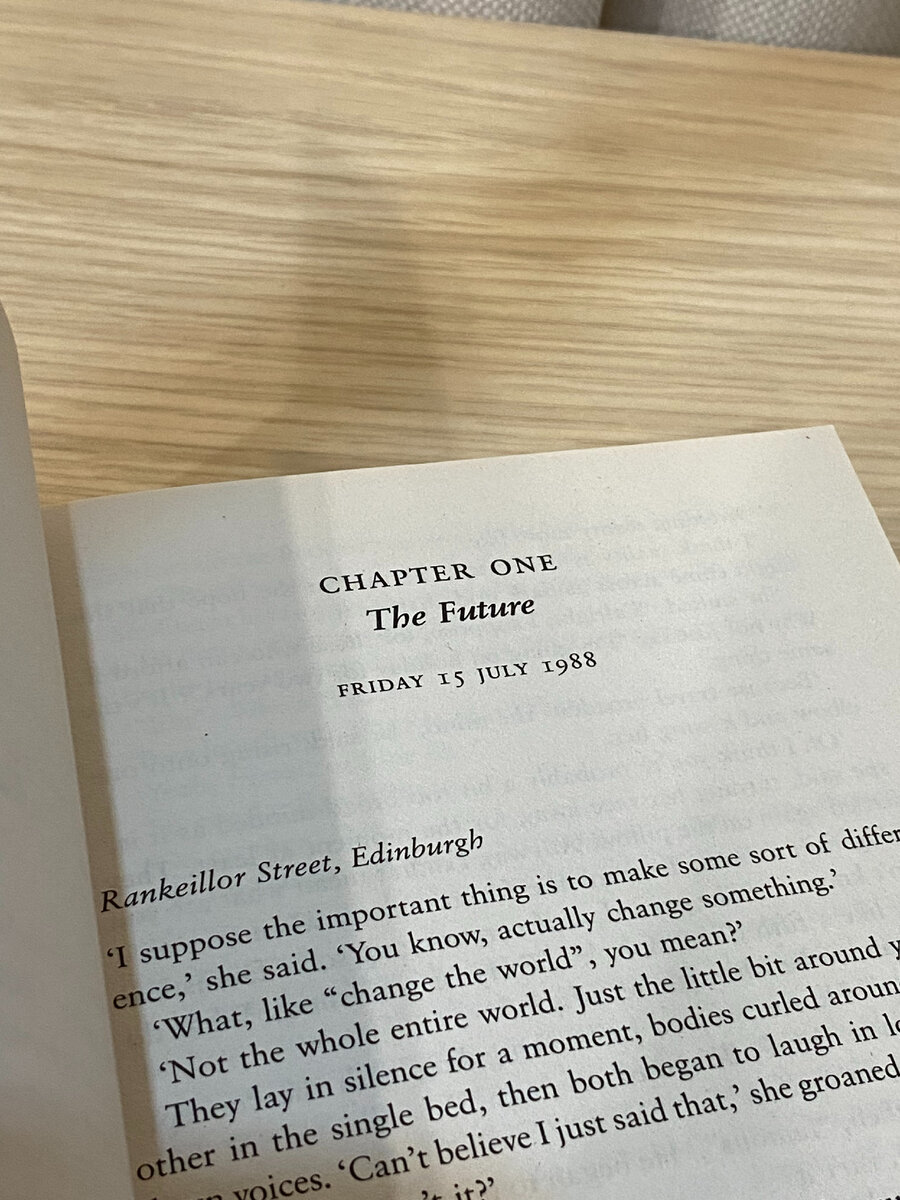 CHAPTER ONE
The Future
FRIDAY 15 JULY 1988
Rankeillor Street, Edinburgh
‘I suppose the important thing is to make some sort of differ
ence,’ she said. ‘You know, actually change something.’
‘What, like “change the world”, you mean?’
‘Not the whole entire world. Just the little bit around
They lay in silence for a moment, bodies curled aroun
other in the single bed, then both began to laugh in
voices. ‘Can’t believe I just said that,’ she groaned
it?’